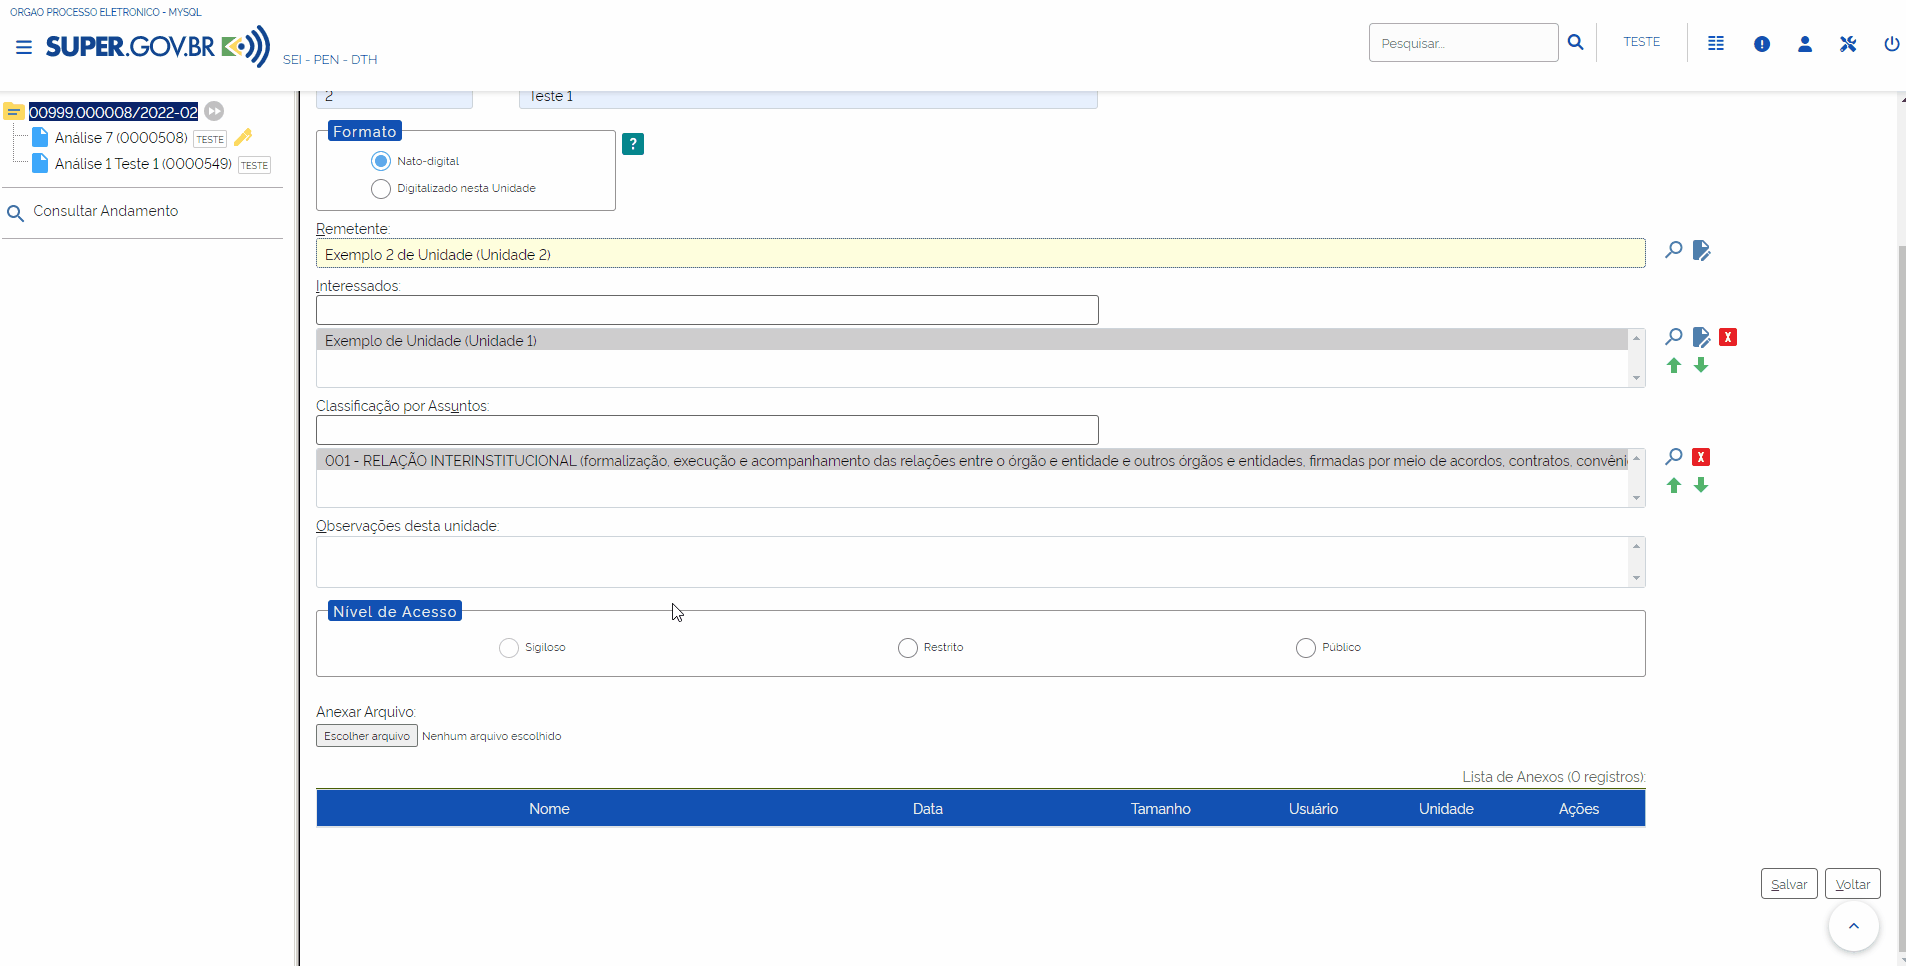 ORGAO PROCESSO ELETRONICO - MYSQL
SUPER.GOV.BR
SEI - PEN - DTH
Pesquisar...
TESTE
00999.000008/2022-02
Análise 7 (0000508) TESTE
Análise 1 Teste 1 (0000549) TESTE
Consultar Andamento
2
Teste 1
Formato
?
Nato-digital
Digitalizado nesta Unidade
Remetente:
Exemplo 2 de Unidade (Unidade 2)
Interessados:
Exemplo de Unidade (Unidade 1)
X
Classificação por Assuntos:
001 - RELAÇÃO INTERINSTITUCIONAL (formalização, execução e acompanhamento das relações entre o órgão e entidade e outros órgãos e entidades, firmadas por meio de acordos, contratos, convêni
X
Observações desta unidade:
Nível de Acesso
Sigiloso
Restrito
Público
Anexar Arquivo:
Escolher arquivo Nenhum arquivo escolhido
Lista de Anexos (0 registros):
Nome Data Tamanho Usuário Unidade Ações
Salvar
Voltar